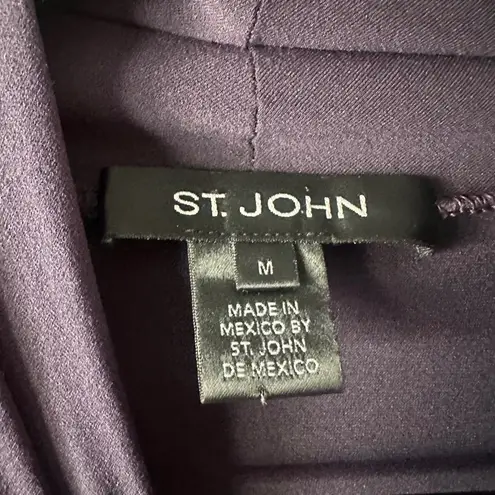 ST. JOHN
M
MADE IN
MEXICO BY
ST. JOHN
DE MEXICO